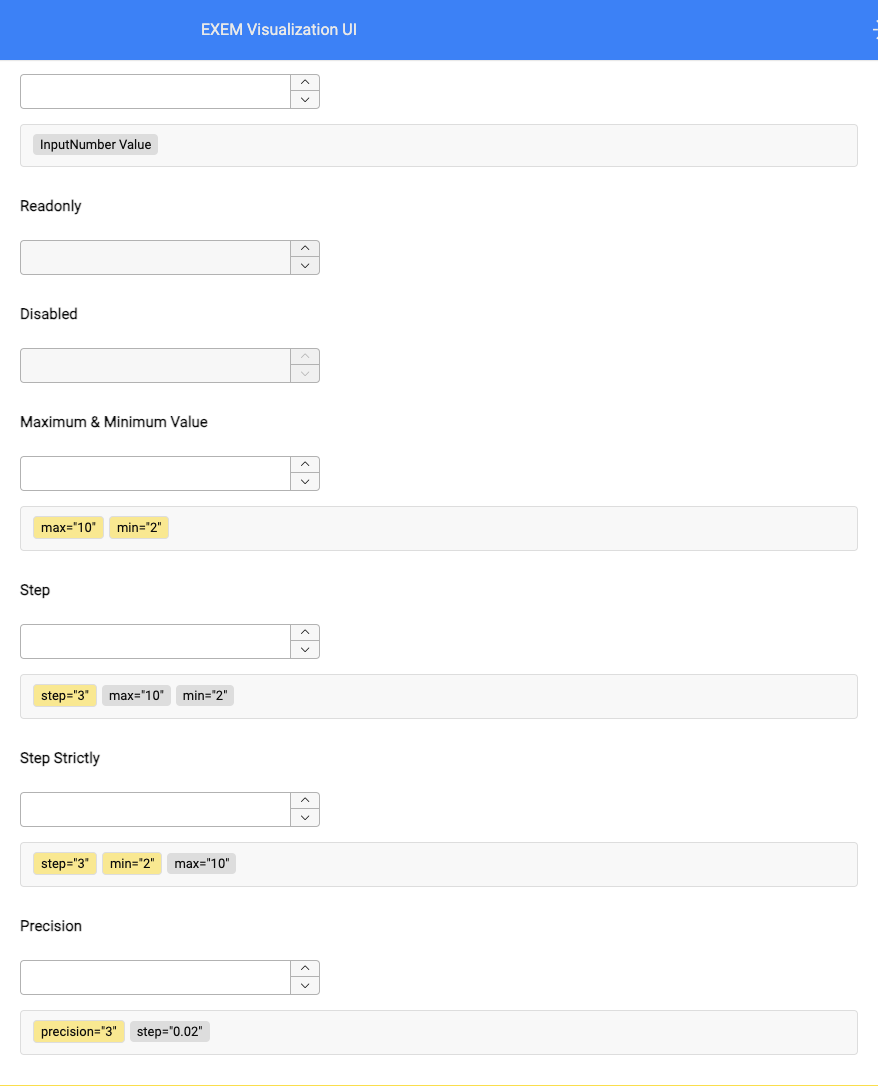 EXEM Visualization UI
InputNumber Value
Readonly
Disabled
Maximum & Minimum Value
max="10" min="2"
Step
step="3" max="10" min="2"
Step Strictly
step="3" min="2" max="10"
Precision
precision="3" step="0.02"